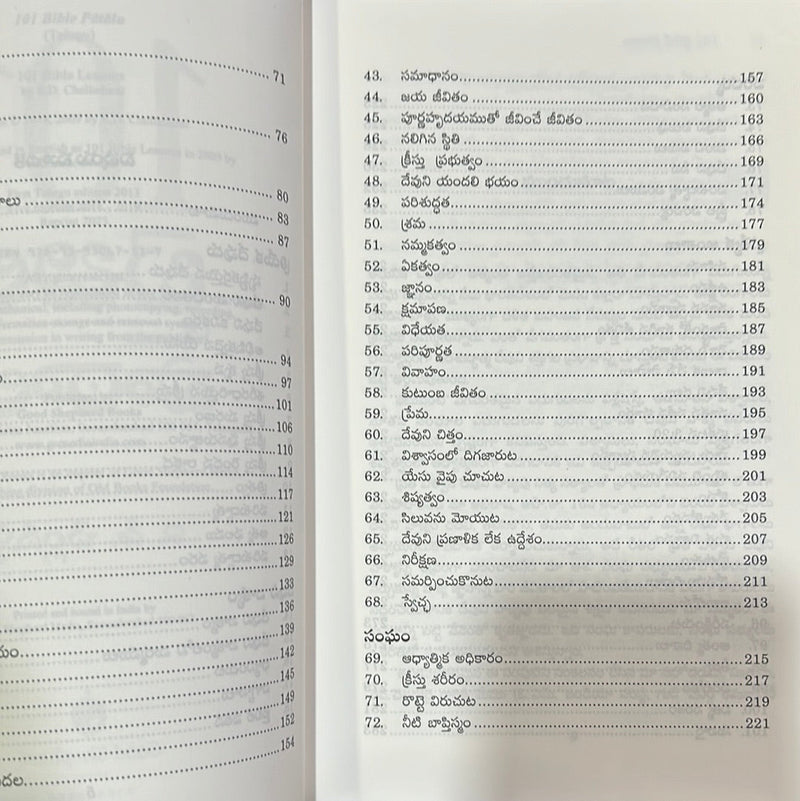 71
76
80
83
87
90
94
97
101
106
110
114
117
121
126
129
133
136
139
142
145
149
152
154
43. సమాధానం 157
44. జయ జీవితం 160
45. పూర్ణహృదయముతో జీవించే జీవితం 163
46. నలిగిన స్థితి 166
47. క్రీస్తు ప్రభుత్వం 169
48. దేవుని యందలి భయం 171
49. పరిశుద్ధత 174
50. శ్రమ 177
51. నమ్మకత్వం 179
52. ఏకత్వం 181
53. జ్ఞానం 183
54. క్షమాపణ 185
55. విధేయత 187
56. పరిపూర్ణత 189
57. వివాహం 191
58. కుటుంబ జీవితం 193
59. ప్రేమ 195
60. దేవుని చిత్తం 197
61. విశ్వాసంలో దిగజారుట 199
62. యేసు వైపు చూచుట 201
63. శిష్యత్వం 203
64. సిలువను మోయుట 205
65. దేవుని ప్రణాళిక లేక ఉద్దేశం 207
66. నిరీక్షణ 209
67. సమర్పించుకొనుట 211
68. స్వేచ్ఛ 213
సంఘం
69. ఆధ్యాత్మిక అధికారం 215
70. క్రీస్తు శరీరం 217
71. రొట్టె విరుచుట 219
72. నీటి బాప్తిస్మం 221